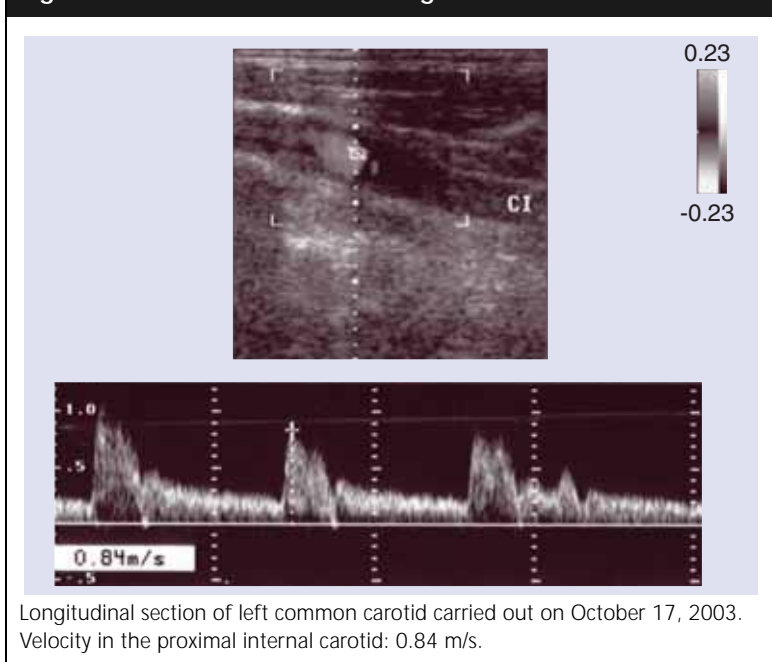 0.23
-0.23
CI
1.0
.5
0.84m/s
-.5
Longitudinal section of left common carotid carried out on October 17, 2003.
Velocity in the proximal internal carotid: 0.84 m/s.